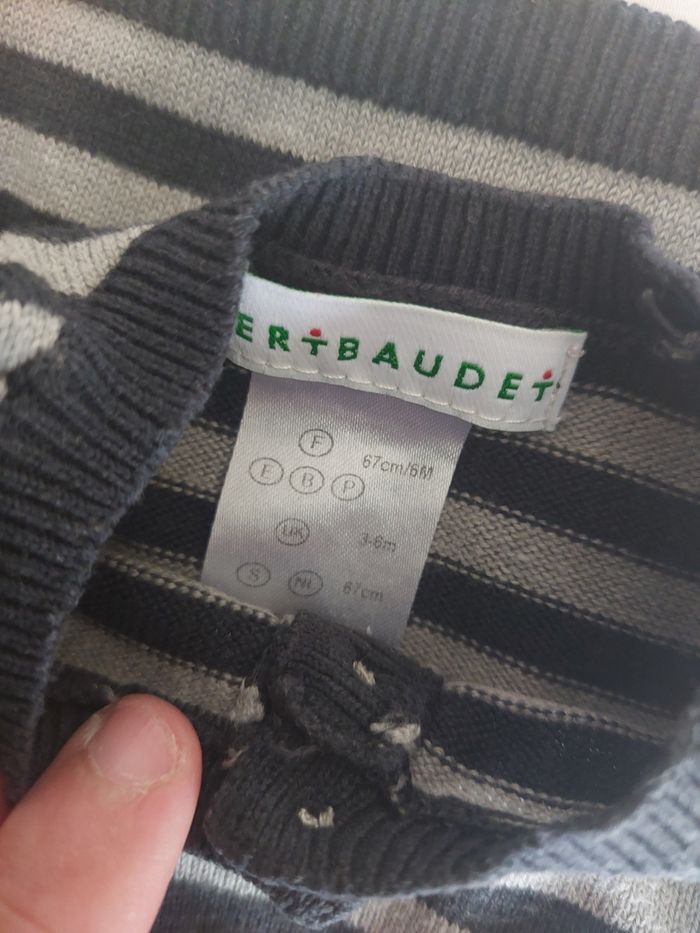 ERTBAUDET
F 67cm/6M
E B P
UK 3-6m
S NL 67cm